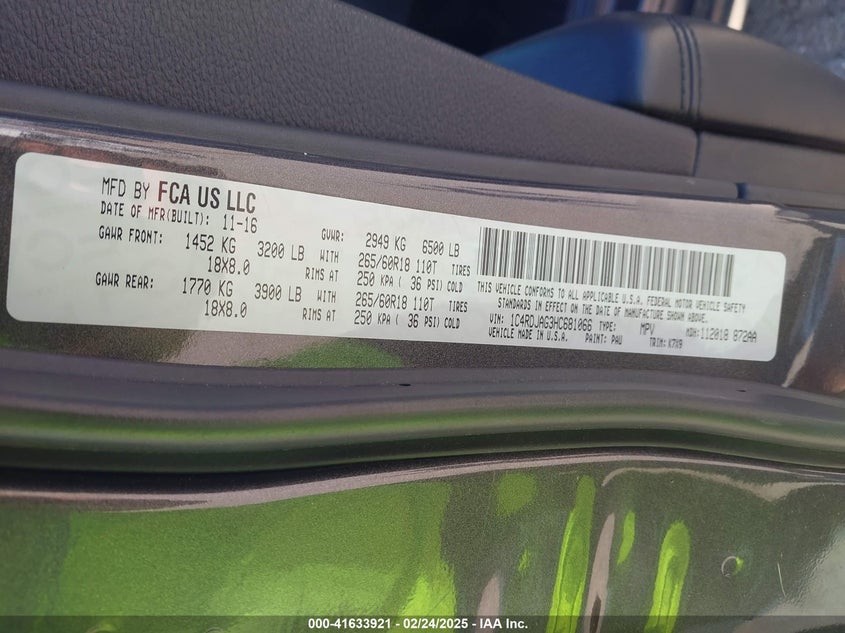 MFD BY FCA US LLC
DATE OF MFR(BUILT): 11-16 GVWR: 2949 KG 6500 LB
GAWR FRONT: 1452 KG 3200 LB WITH 265/60R18 110T TIRES
18X8.0 RIMS AT 250 KPA ( 36 PSI) COLD
GAWR REAR: 1770 KG 3900 LB WITH 265/60R18 110T TIRES
18X8.0 RIMS AT 250 KPA ( 36 PSI) COLD
THIS VEHICLE CONFORMS TO ALL APPLICABLE U.S.A. FEDERAL MOTOR VEHICLE SAFETY
STANDARDS IN EFFECT ON THE DATE OF MANUFACTURE SHOWN ABOVE.
VIN: 1C4RDJAG3HC681066 TYPE: MPV MDH: 112018 872AA
VEHICLE MADE IN U.S.A. PAINT: PAU TRIM: K7X9
000-41633921 - 02/24/2025 - IAA Inc.